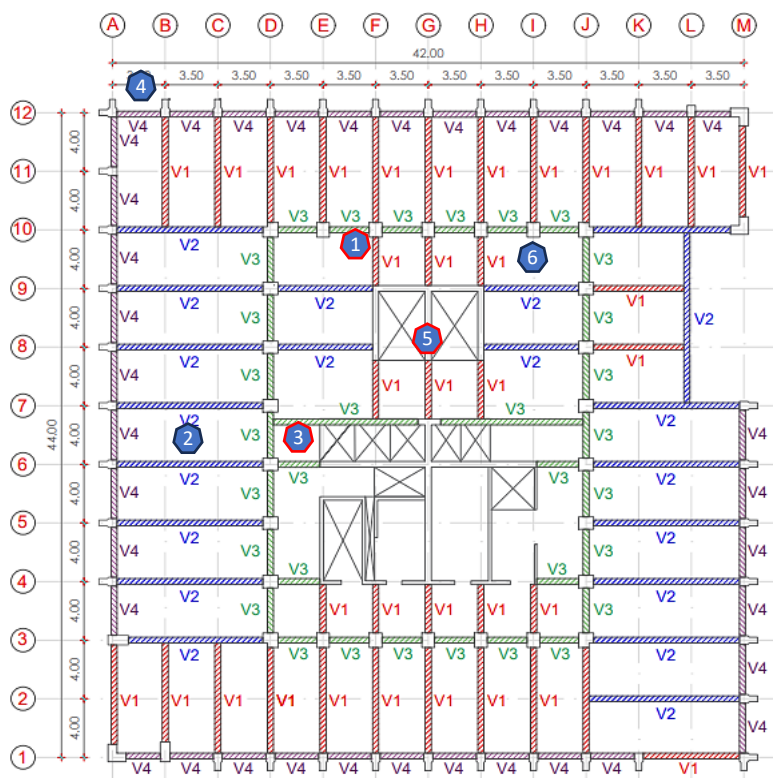 A B C D E F G H I J K L M
42.00
3.50 3.50 3.50 3.50 3.50 3.50 3.50 3.50 3.50 3.50 3.50
4
12
V4 V4 V4 V4 V4 V4 V4 V4 V4 V4 V4 V4
4.00 V4
11 V1 V1 V1 V1 V1 V1 V1 V1 V1 V1 V1 V1
4.00 V4
V3 V3 V3 V3 V3 V3
10
V2 1 V2
4.00 V4 V3 V1 V1 V1 6 V3
9
V2 V2 V2 V1
4.00 V4 V3 5 V3 V2
8
V2 V2 V2 V1
4.00 V4 V3 V1 V1 V1 V3
7
V3 V3
V2 V2
44.00 4.00 V4 2 3 V4
6
V2 V3 V3 V2
4.00 V4 V3 V3 V4
5
V2 V2
4.00 V4 V3 V3 V4
4
V2 V3 V3 V2
4.00 V4 V3 V1 V1 V1 V1 V1 V3 V4
3
V2 V3 V3 V3 V3 V3 V3 V2
4.00 V4
2 V1 V1 V1 V1 V1 V1 V1 V1 V1 V1
V2
4.00 V4
1
V4 V4 V4 V4 V4 V4 V4 V4 V4 V4 V1